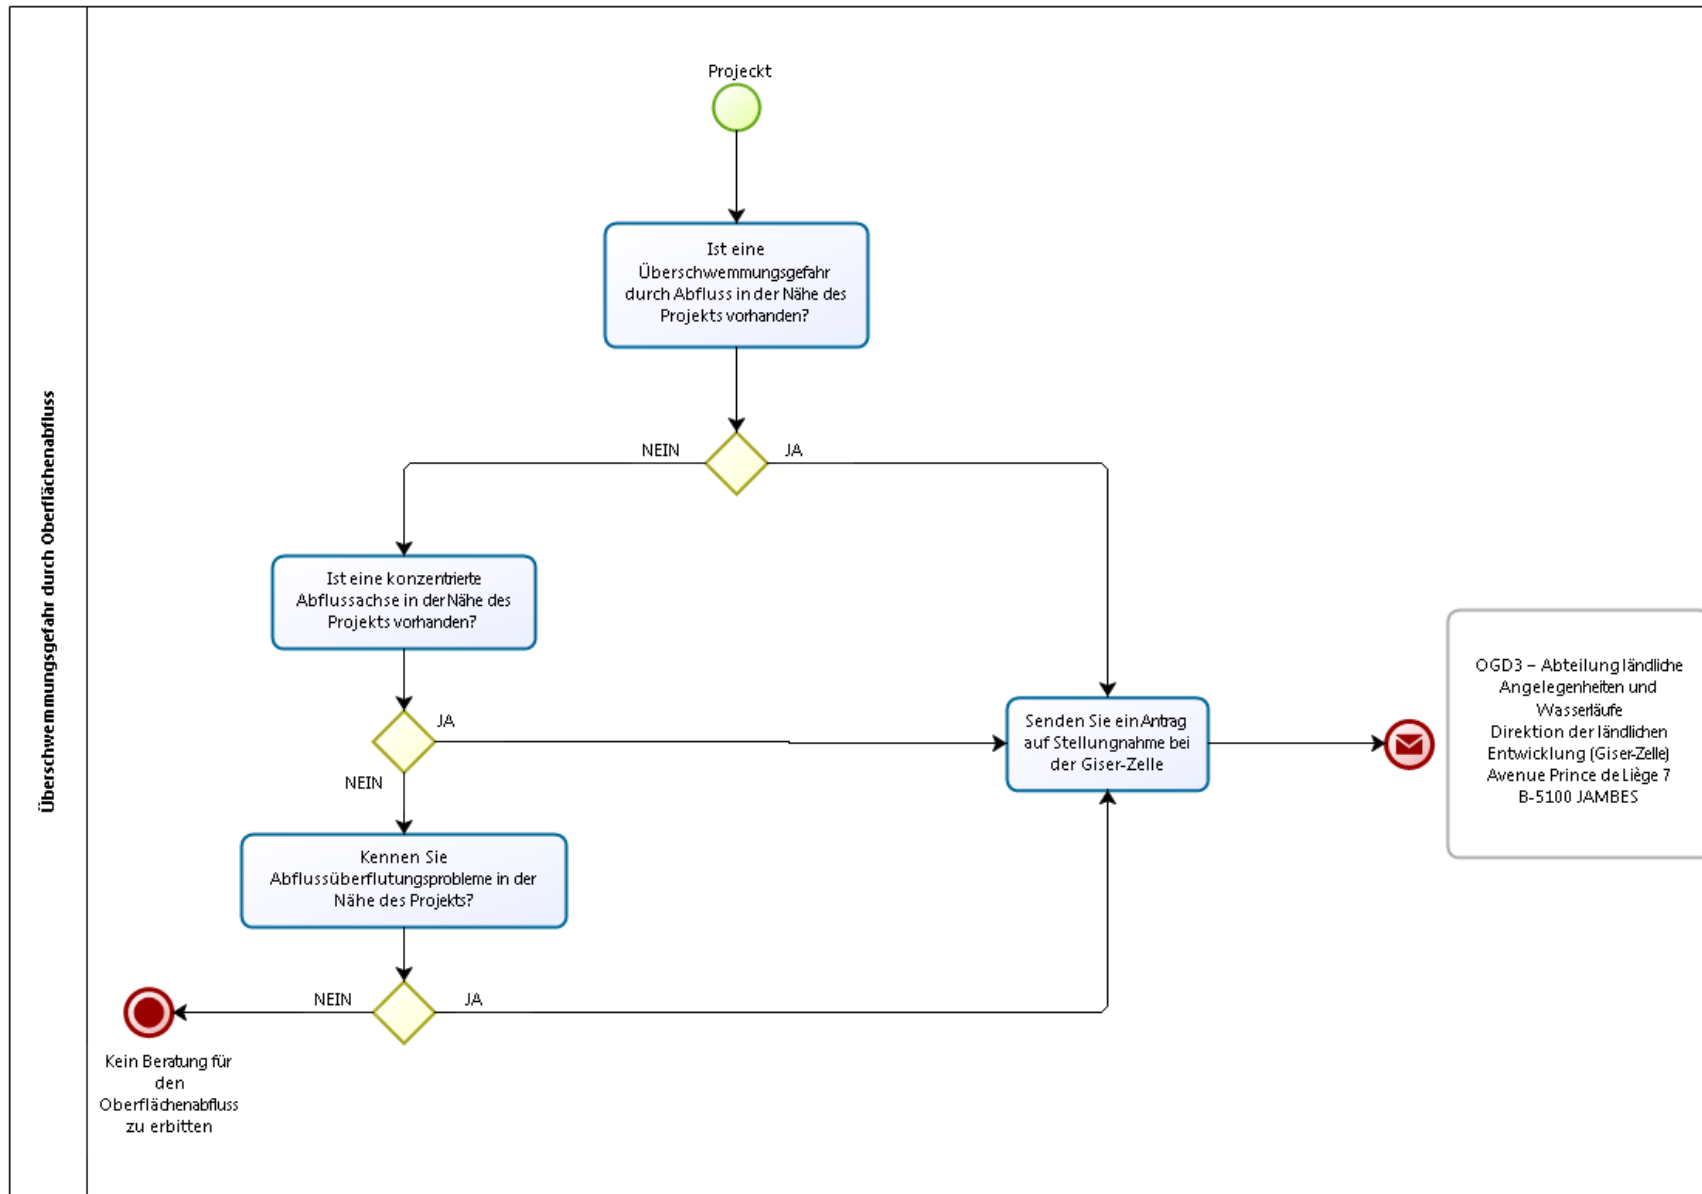 Überschwemmungsgefahr durch Oberflächenabfluss
Projeckt
Ist eine
Überschwemmungsgefahr
durch Abfluss in der Nähe des
Projekts vorhanden?
NEIN
JA
Ist eine konzentrierte
Abflussachse in der Nähe des
Projekts vorhanden?
JA
NEIN
Senden Sie ein Antrag
auf Stellungnahme bei
der Giser-Zelle
OGD3 – Abteilung ländliche
Angelegenheiten und
Wasserläufe
Direktion der ländlichen
Entwicklung (Giser-Zelle)
Avenue Prince de Liège 7
B-5100 JAMBES
Kennen Sie
Abflussüberflutungsprobleme in der
Nähe des Projekts?
NEIN
JA
Kein Beratung für
den
Oberflächenabfluss
zu erbitten